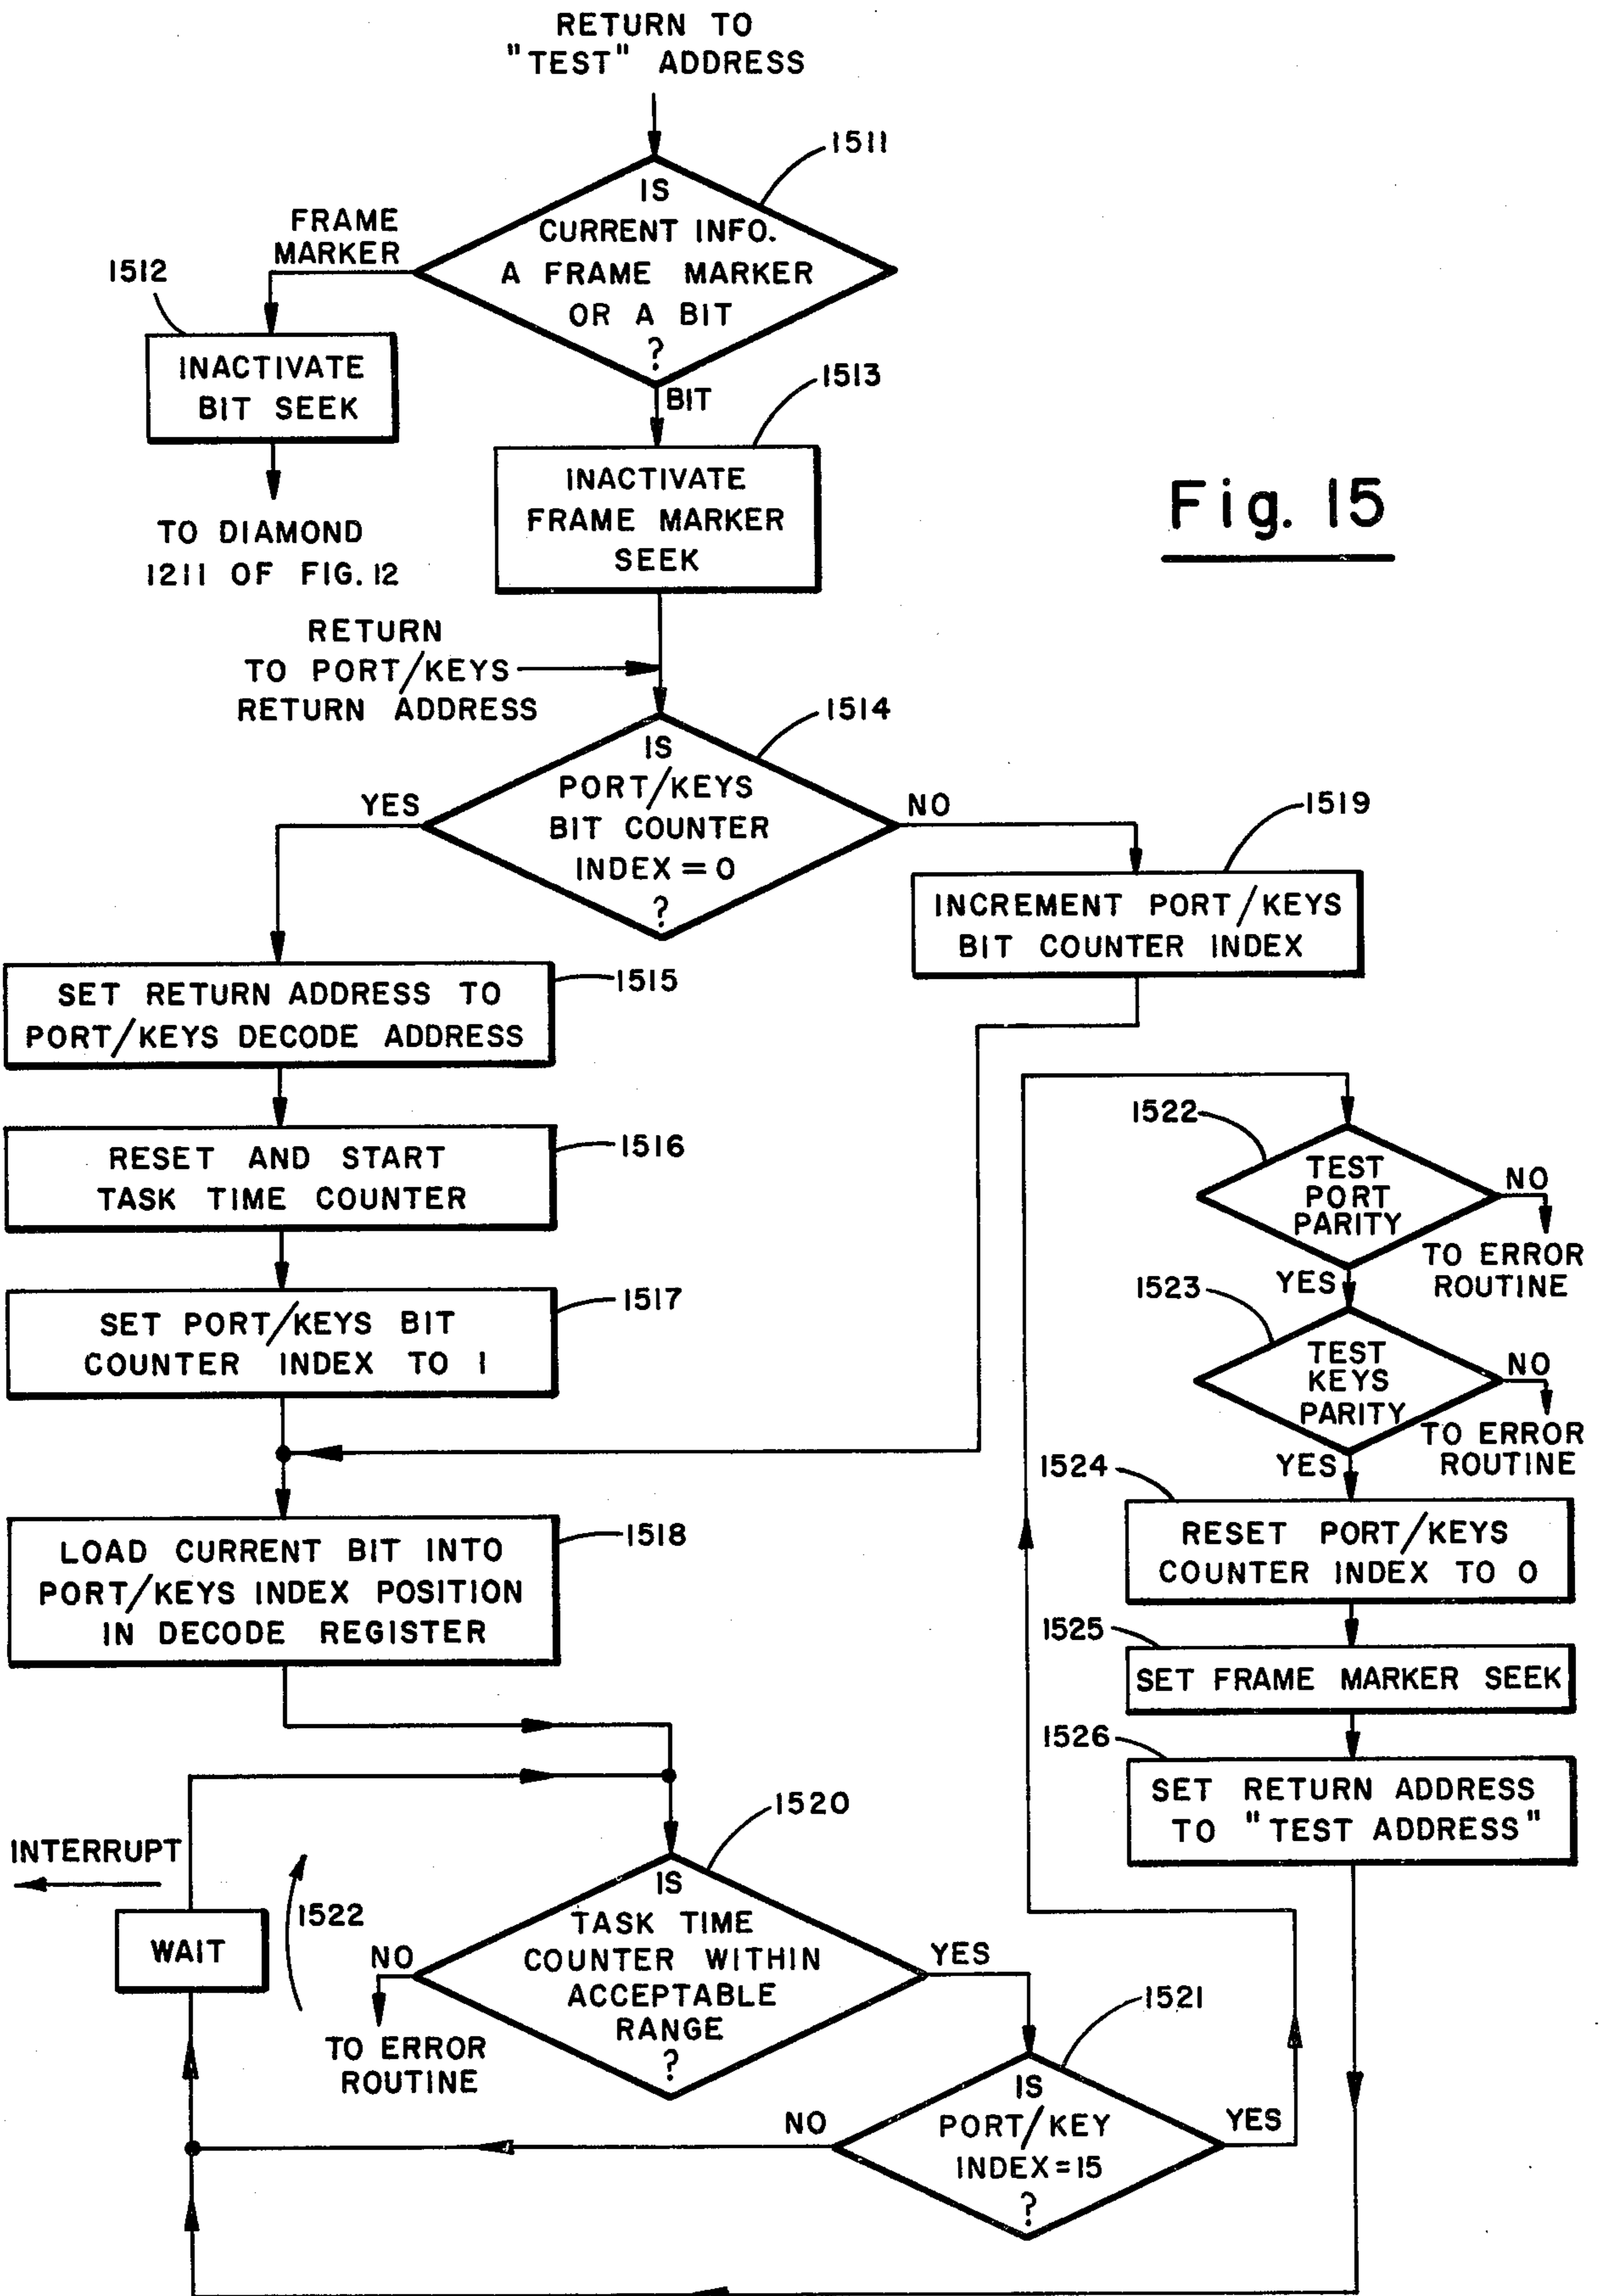 RETURN TO
"TEST" ADDRESS
1511
IS
CURRENT INFO.
A FRAME MARKER
OR A BIT
?
FRAME
MARKER
1512
INACTIVATE
BIT SEEK
TO DIAMOND
1211 OF FIG. 12
BIT
1513
INACTIVATE
FRAME MARKER
SEEK
Fig. 15
RETURN
TO PORT/KEYS
RETURN ADDRESS
1514
IS
PORT/KEYS
BIT COUNTER
INDEX = 0
?
YES
NO
1519
INCREMENT PORT/KEYS
BIT COUNTER INDEX
1515
SET RETURN ADDRESS TO
PORT/KEYS DECODE ADDRESS
1516
RESET AND START
TASK TIME COUNTER
1517
SET PORT/KEYS BIT
COUNTER INDEX TO 1
1518
LOAD CURRENT BIT INTO
PORT/KEYS INDEX POSITION
IN DECODE REGISTER
1520
IS
TASK TIME
COUNTER WITHIN
ACCEPTABLE
RANGE
?
INTERRUPT
WAIT
1522
NO
TO ERROR
ROUTINE
YES
1521
IS
PORT/KEY
INDEX=15
?
NO
YES
1522
TEST
PORT
PARITY
NO
TO ERROR
ROUTINE
YES
1523
TEST
KEYS
PARITY
NO
TO ERROR
ROUTINE
YES
1524
RESET PORT/KEYS
COUNTER INDEX TO 0
1525
SET FRAME MARKER SEEK
1526
SET RETURN ADDRESS
TO "TEST ADDRESS"